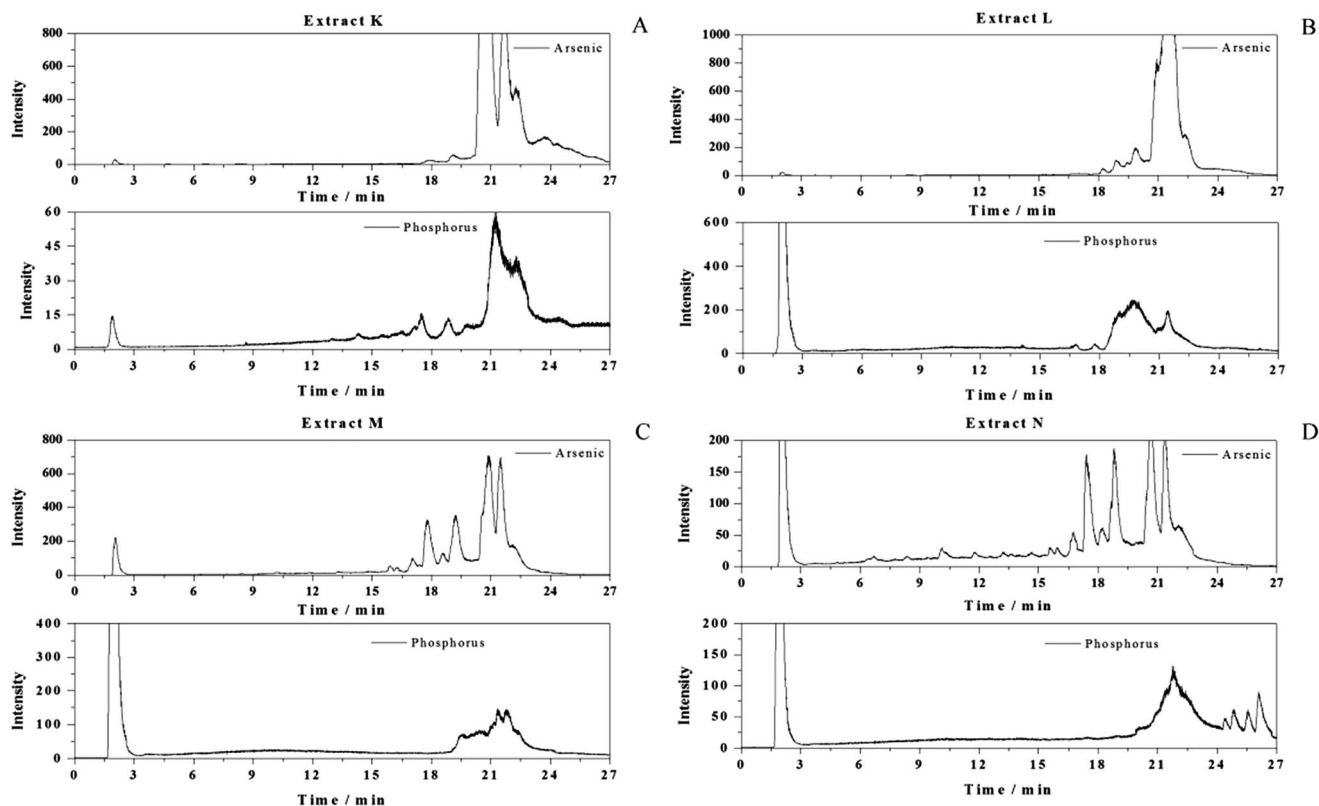 Extract K
A
Arsenic
Intensity
800
600
400
200
0
0 3 6 9 12 15 18 21 24 27
Time / min
Phosphorus
Intensity
60
45
30
15
0
0 3 6 9 12 15 18 21 24 27
Time / min
Extract L
B
Arsenic
Intensity
1000
800
600
400
200
0
0 3 6 9 12 15 18 21 24 27
Time / min
Phosphorus
Intensity
600
400
200
0
0 3 6 9 12 15 18 21 24 27
Time / min
Extract M
C
Arsenic
Intensity
800
600
400
200
0
0 3 6 9 12 15 18 21 24 27
Time / min
Phosphorus
Intensity
400
300
200
100
0
0 3 6 9 12 15 18 21 24 27
Time / min
Extract N
D
Arsenic
Intensity
200
150
100
50
0
0 3 6 9 12 15 18 21 24 27
Time / min
Phosphorus
Intensity
200
150
100
50
0
0 3 6 9 12 15 18 21 24 27
Time / min